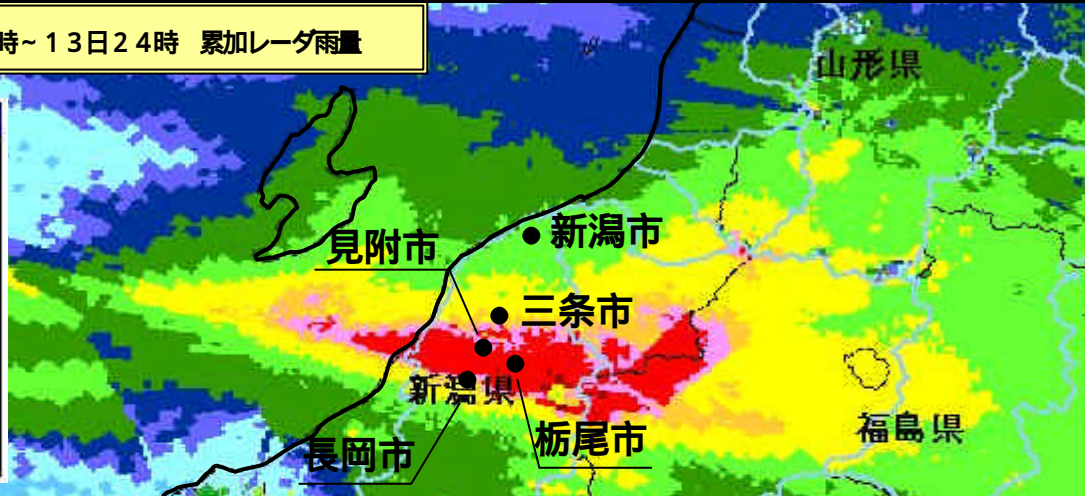 時~13日24時 累加レーダ雨量
山形県
新潟市
見附市
三条市
新潟県
栃尾市
福島県
長岡市